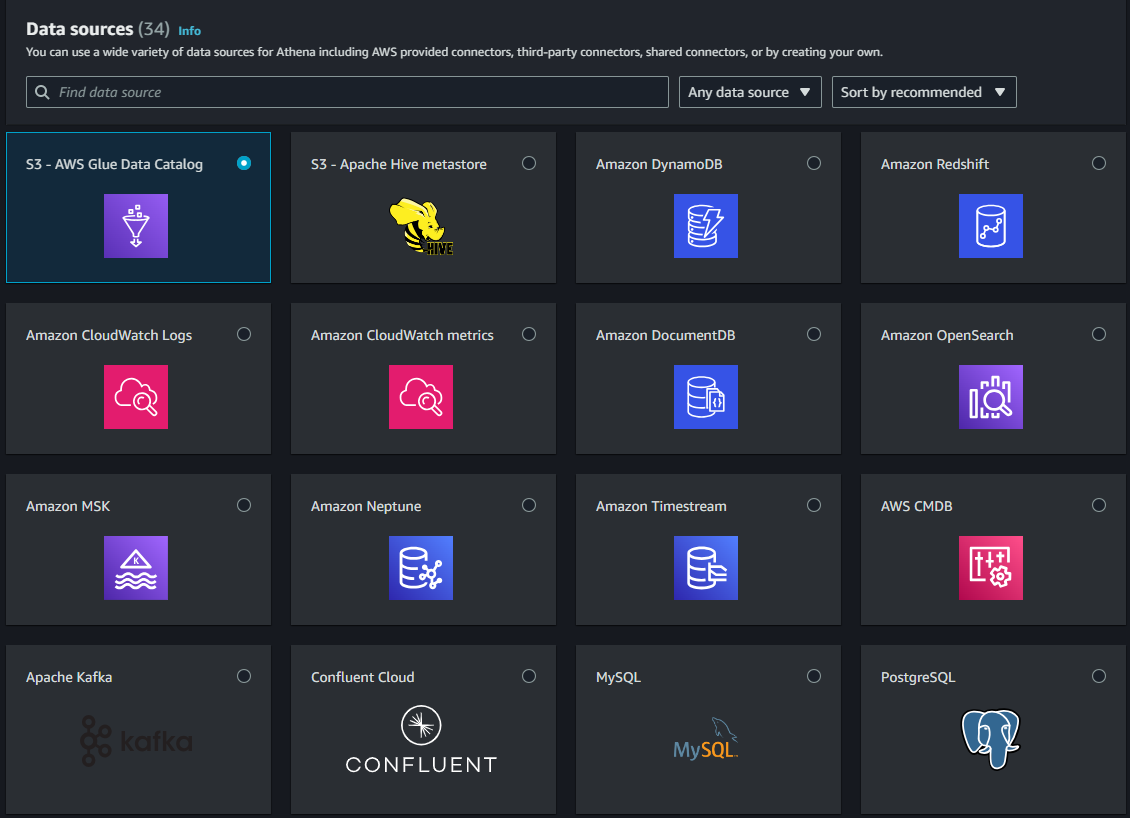 Data sources (34) Info
You can use a wide variety of data sources for Athena including AWS provided connectors, third-party connectors, shared connectors, or by creating your own.
Find data source
Any data source
Sort by recommended
S3 - AWS Glue Data Catalog
S3 - Apache Hive metastore
HIVE
Amazon DynamoDB
Amazon Redshift
Amazon CloudWatch Logs
Amazon CloudWatch metrics
Amazon DocumentDB
Amazon OpenSearch
Amazon MSK
K
Amazon Neptune
Amazon Timestream
AWS CMDB
Apache Kafka
kafka
Confluent Cloud
CONFLUENT
MySQL
MySQL
PostgreSQL